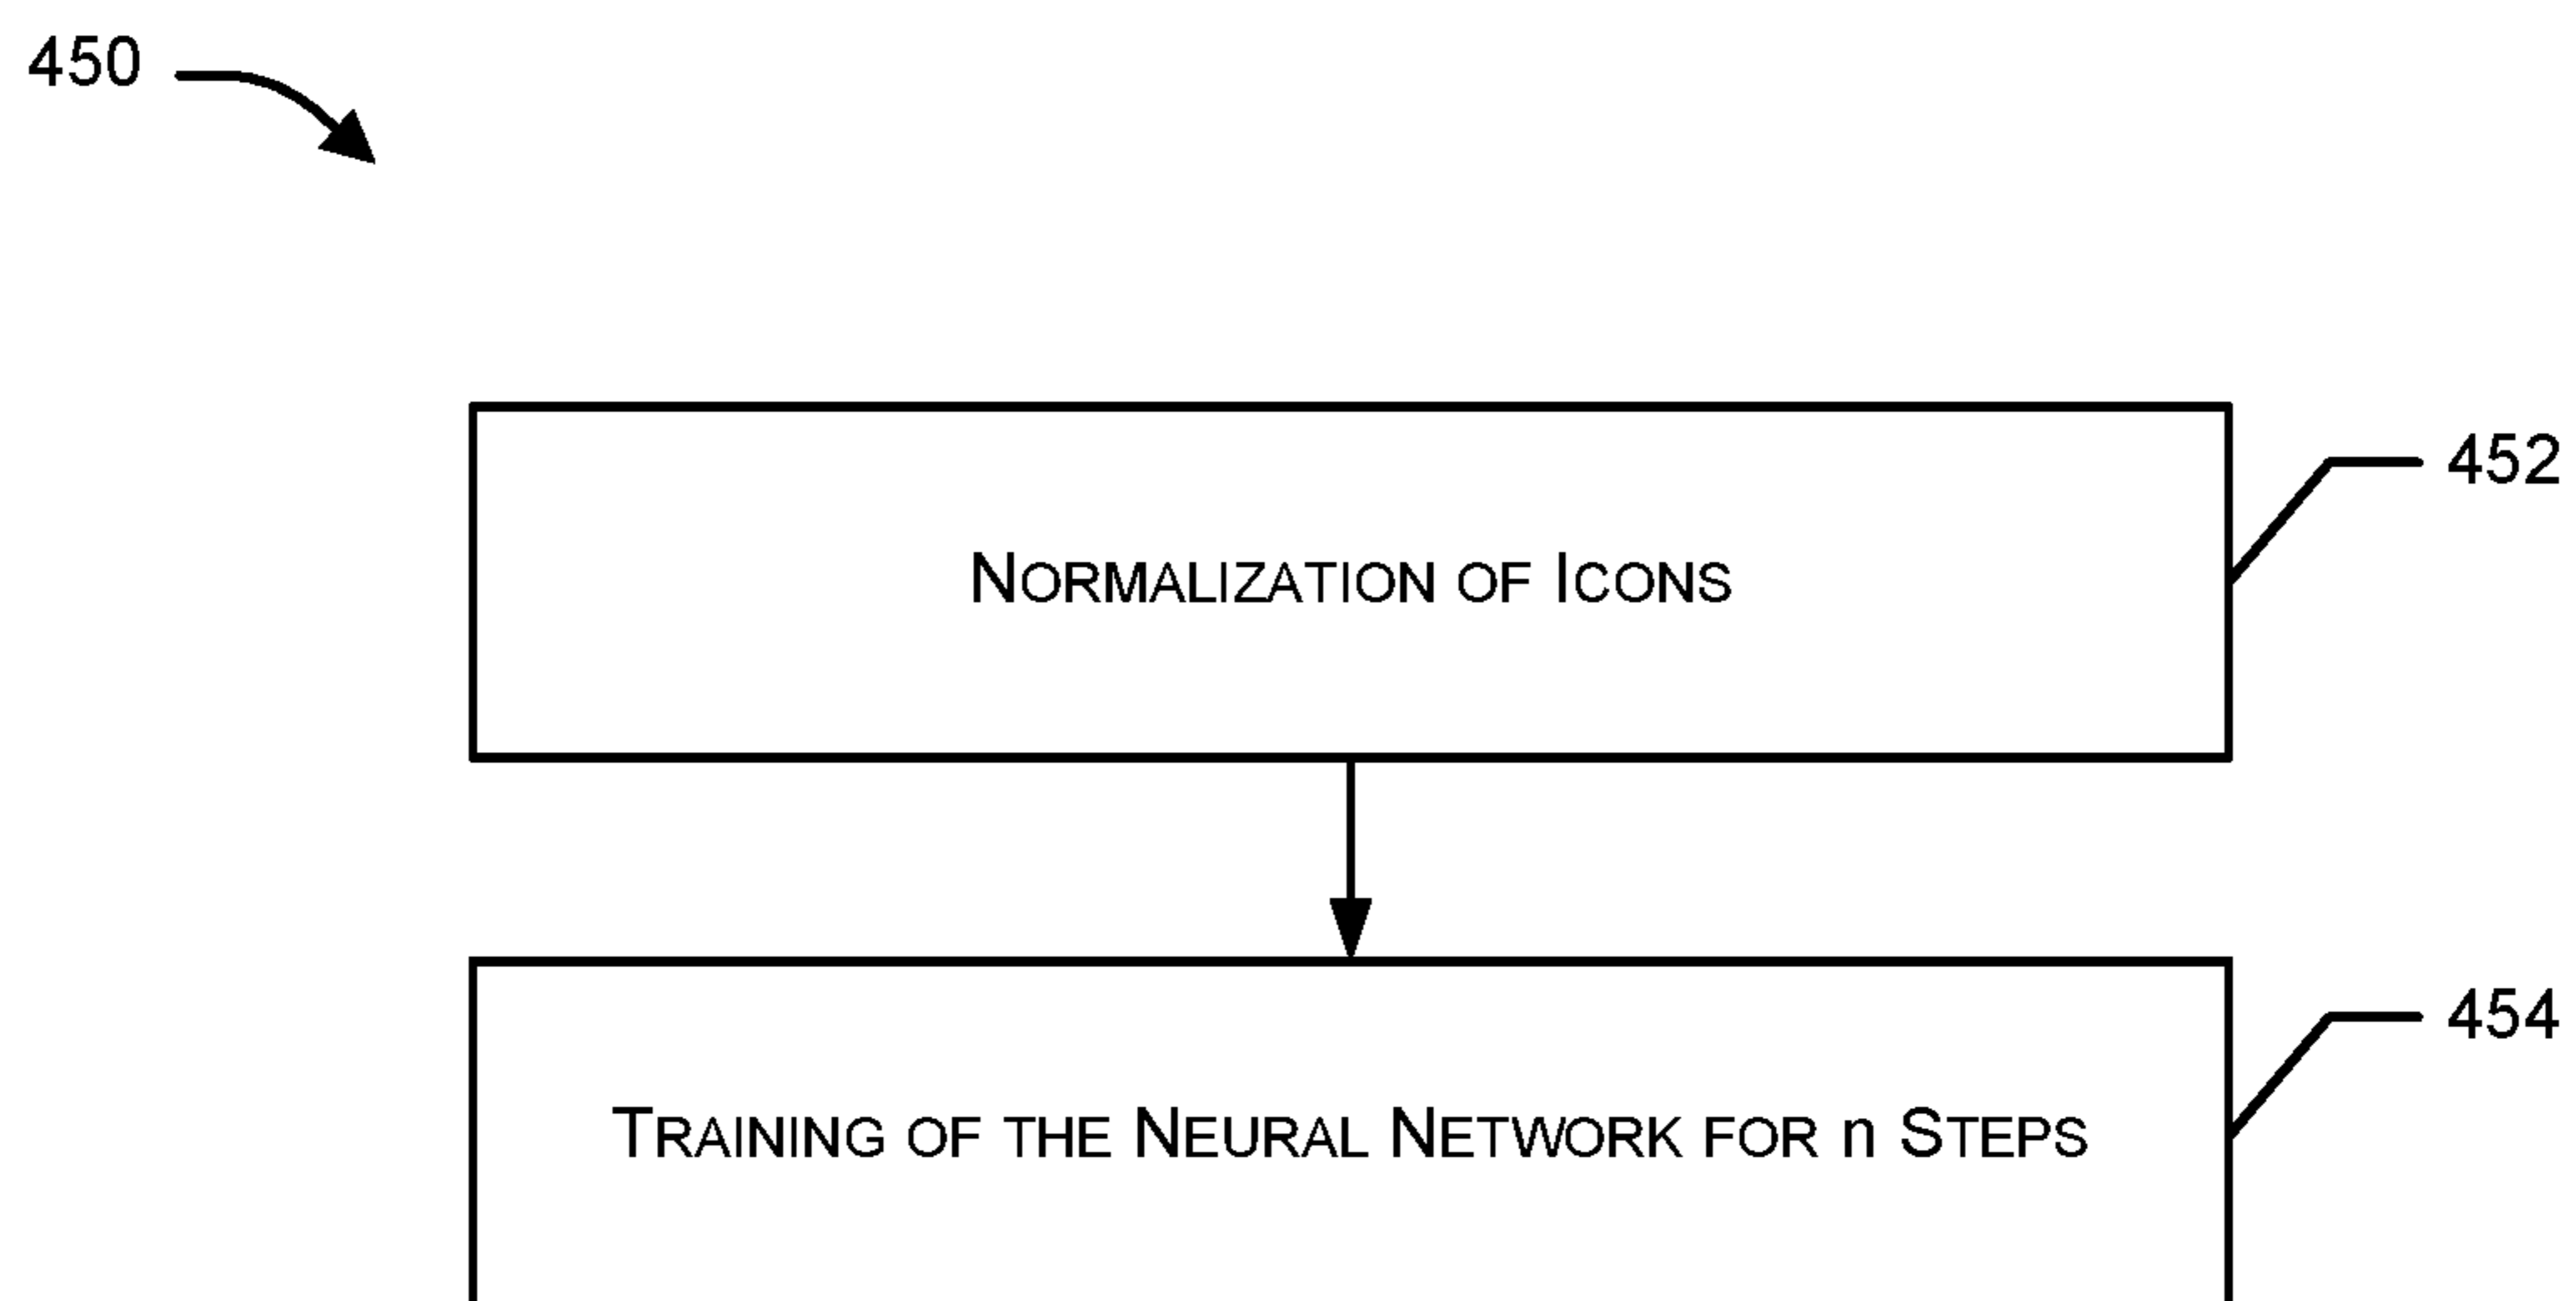 450
452
NORMALIZATION OF ICONS
454
TRAINING OF THE NEURAL NETWORK FOR n STEPS